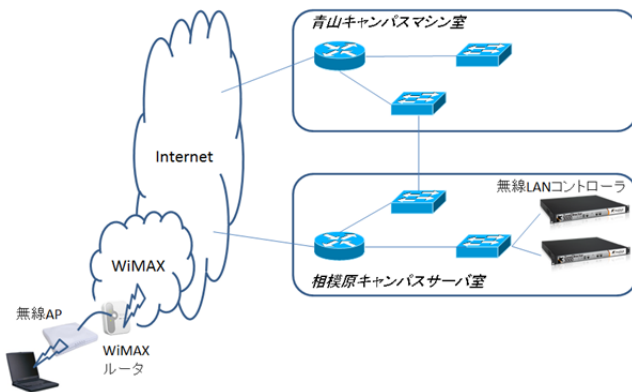 青山キャンパスマシン室
Internet
無線LANコントローラ
WiMAX
相模原キャンパスサーバ室
無線AP
WiMAX
ルータ